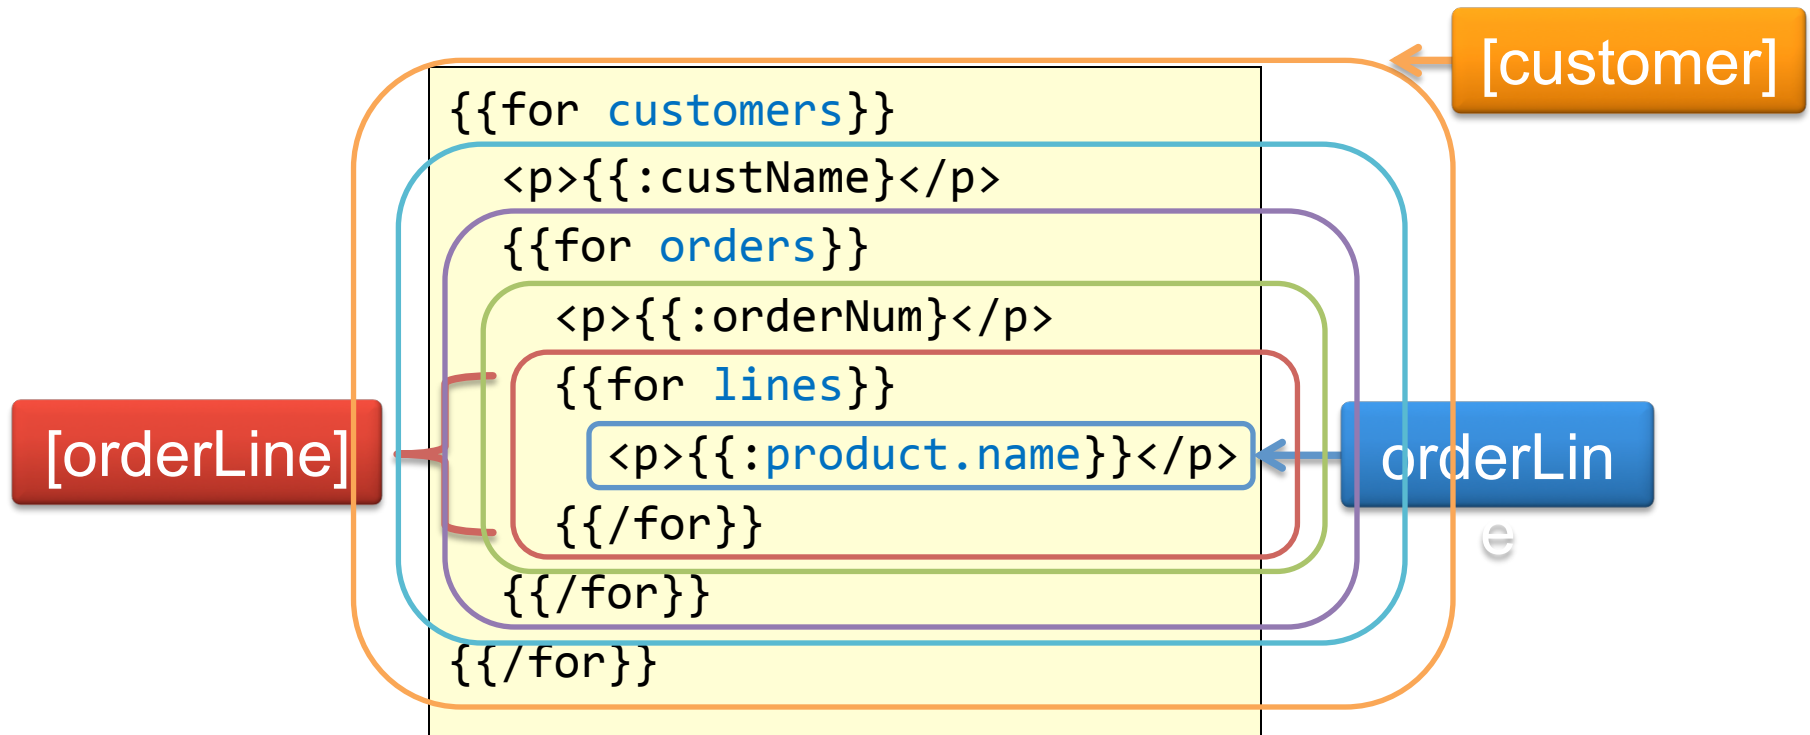 [customer]
{{for customers}}
<p>{{:custName}</p>
{{for orders}}
<p>{{:orderNum}</p>
{{for lines}}
[orderLine]
<p>{{:product.name}}</p>
orderLin
e
{{/for}}
{{/for}}
{{/for}}